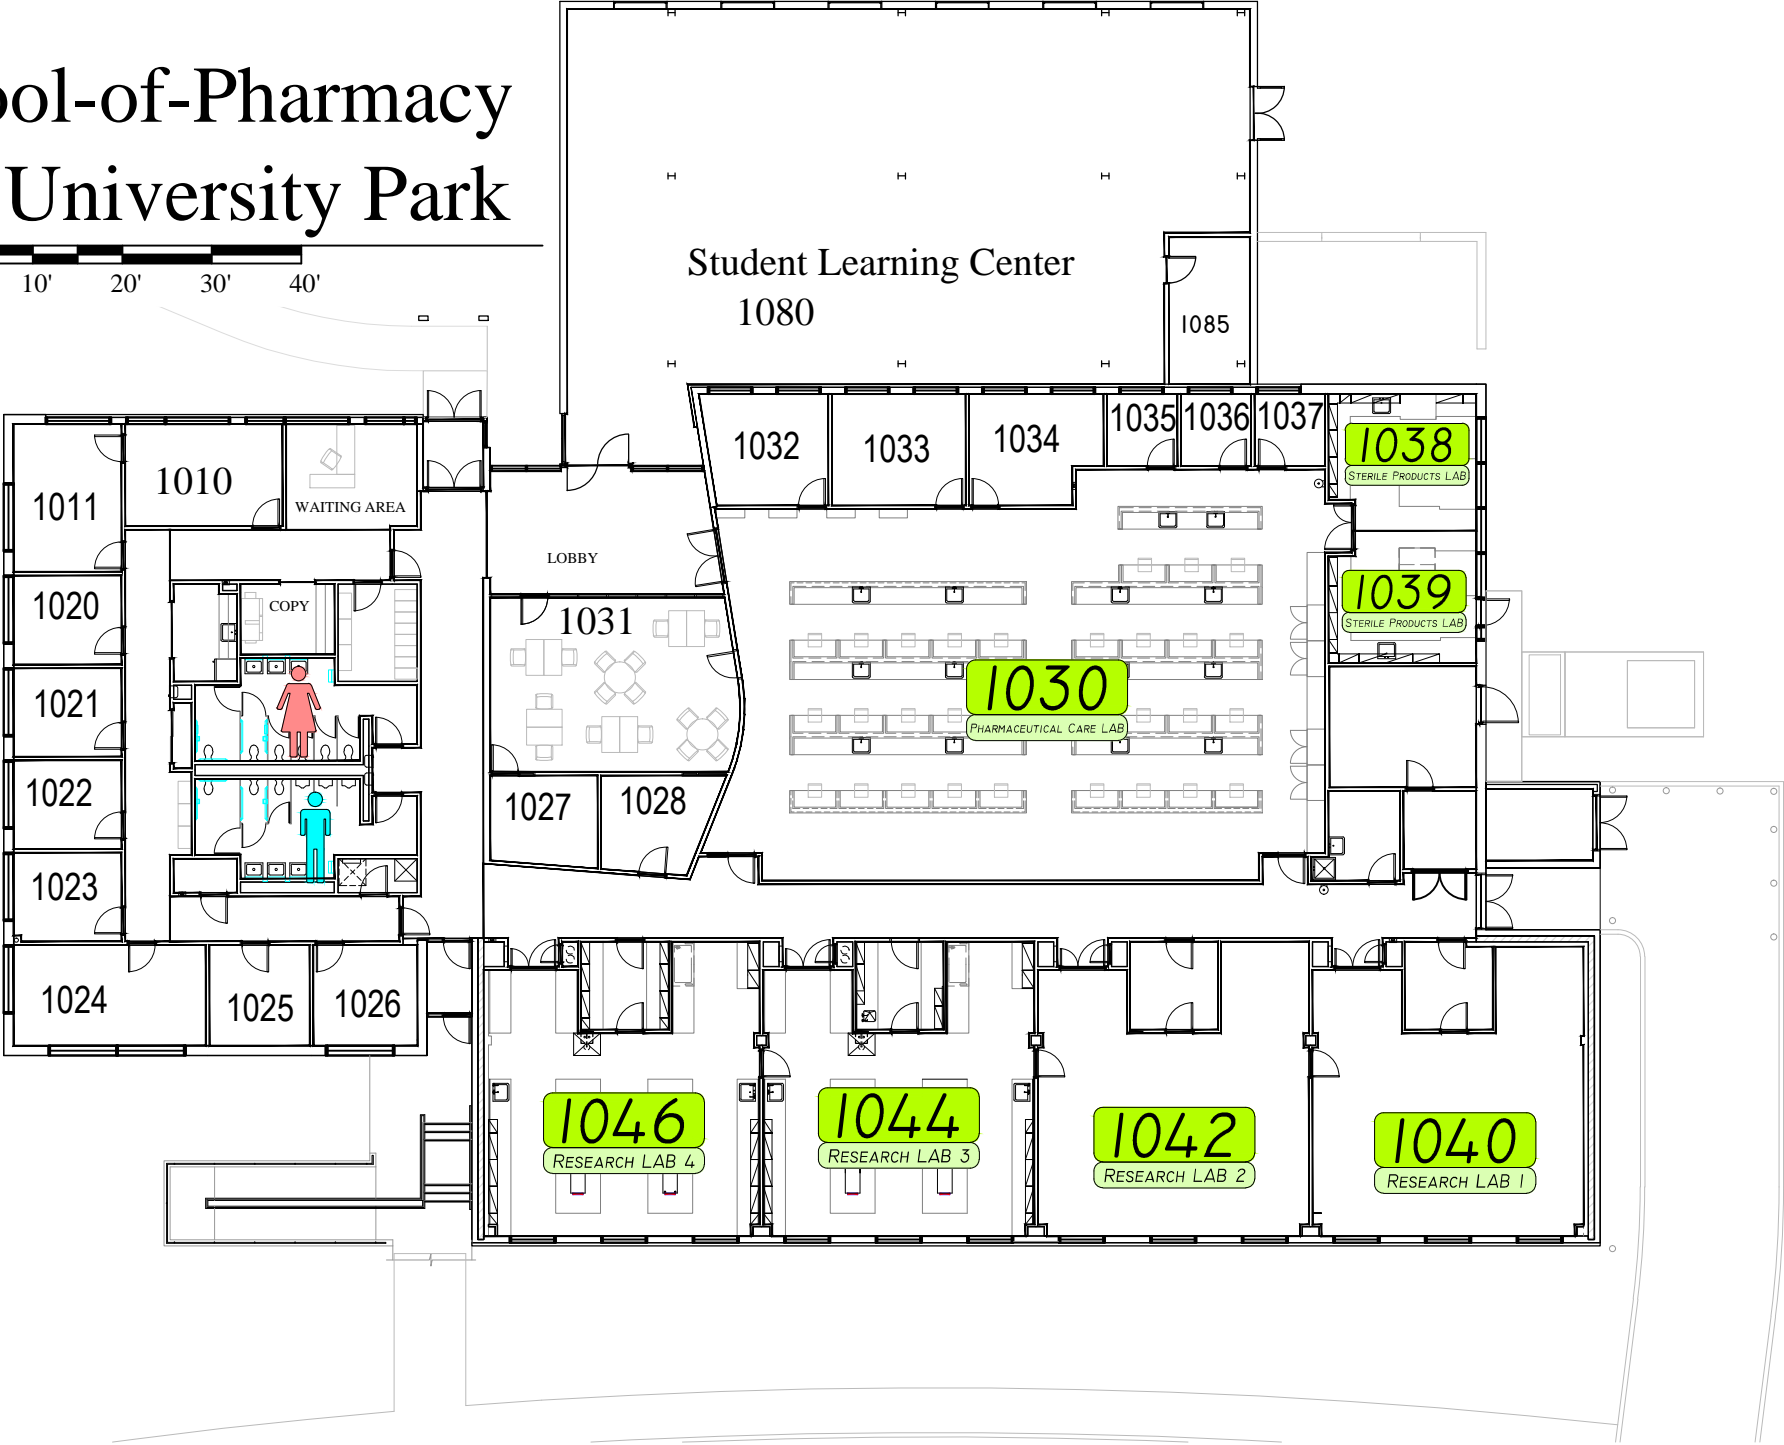 ool-of-Pharmacy
University Park
10' 20' 30' 40'
Student Learning Center
1080
1085
1032
1033
1034
1035
1036
1037
1038
STERILE PRODUCTS LAB
1011
1010
WAITING AREA
LOBBY
1020
COPY
1031
1039
STERILE PRODUCTS LAB
1021
1030
PHARMACEUTICAL CARE LAB
1022
1027
1028
1023
1024
1025
1026
1046
RESEARCH LAB 4
1044
RESEARCH LAB 3
1042
RESEARCH LAB 2
1040
RESEARCH LAB 1